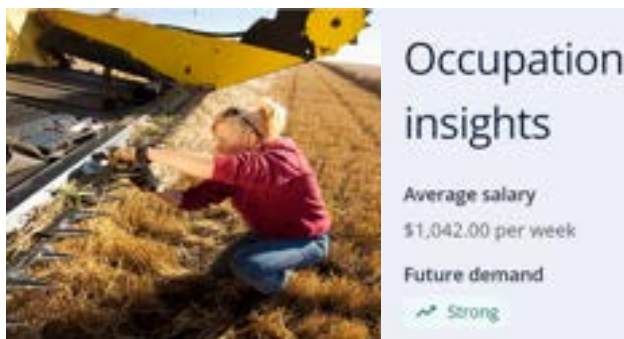 Occupation
insights
Average salary
$1,042.00 per week
Future demand
Strong